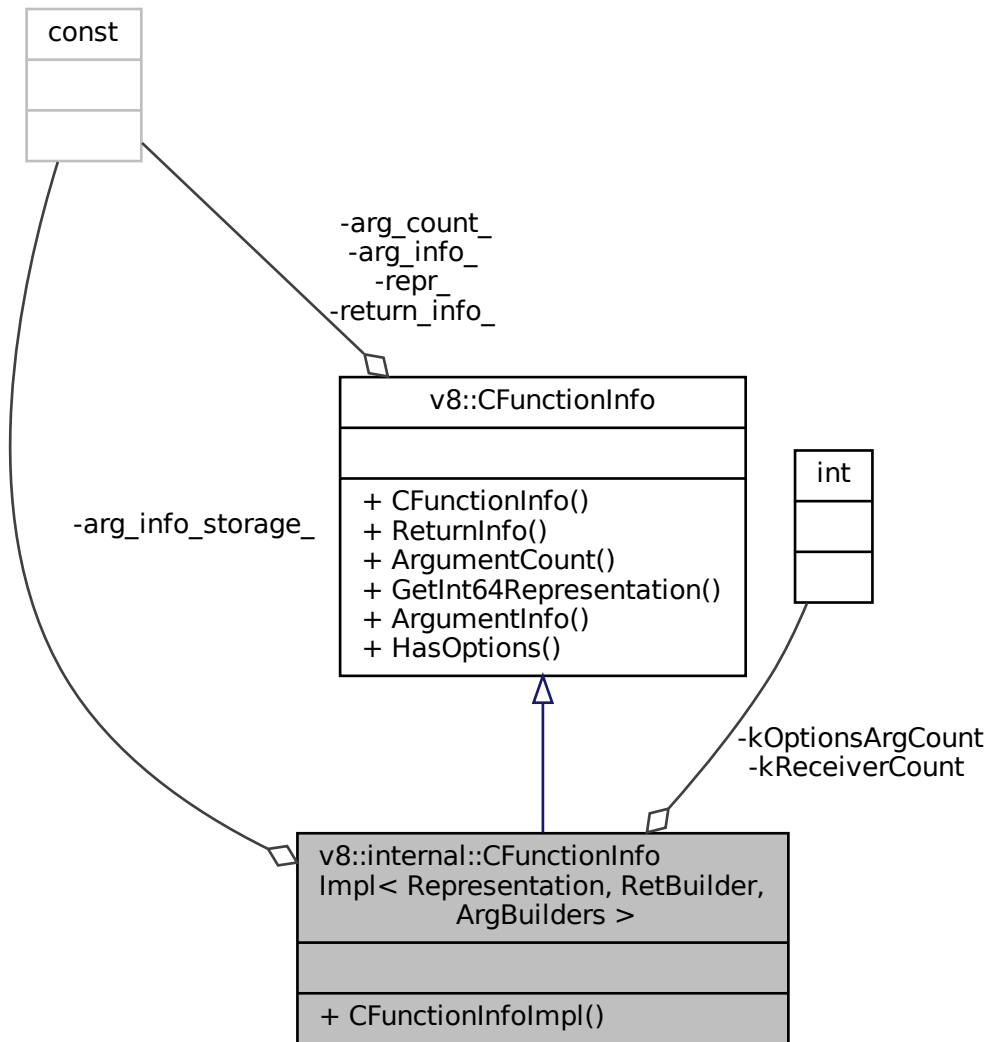 const
-arg_count_
-arg_info_
-repr_
-return_info_
v8::CFunctionInfo
+ CFunctionInfo()
+ ReturnInfo()
+ ArgumentCount()
+ GetInt64Representation()
+ ArgumentInfo()
+ HasOptions()
int
-arg_info_storage_
-kOptionsArgCount
-kReceiverCount
v8::internal::CFunctionInfo
Impl< Representation, RetBuilder,
ArgBuilders >
+ CFunctionInfoImpl()